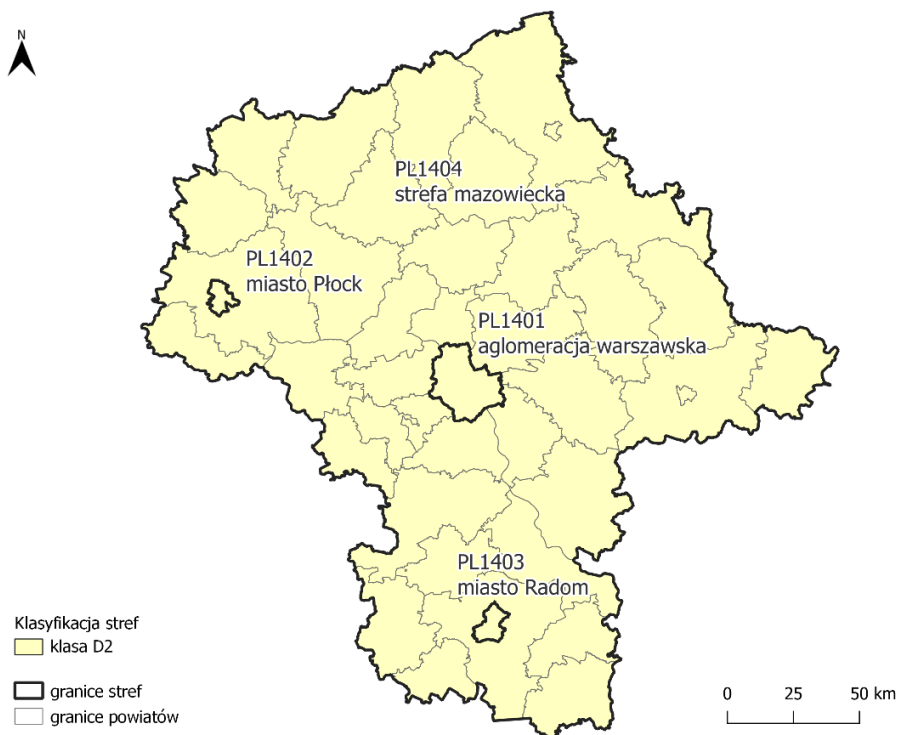 N
PL1404
strefa mazowiecka
PL1402
miasto Płock
PL1401
aglomeracja warszawska
PL1403
miasto Radom
Klasyfikacja stref
klasa D2
granice stref
granice powiatów
0 25 50 km